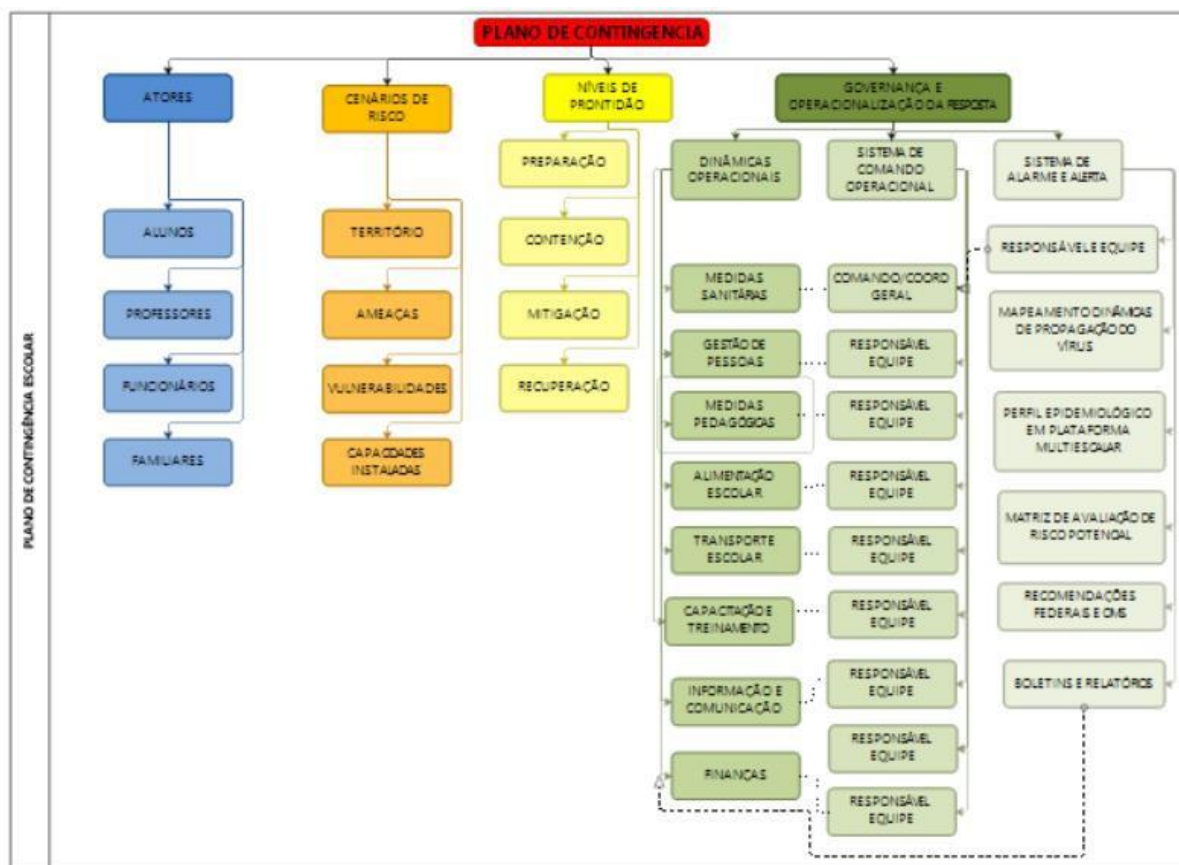 PLANO DE CONTINGÊNCIA ESCOLAR
PLANO DE CONTINGENCIA
ATORES
ALUNOS
PROFESSORES
FUNCIONÁRIOS
FAMILIARES
CENÁRIOS DE
RISCO
TERRITÓRIO
AMEAÇAS
VULNERABILIDADES
CAPACIDADES
INSTALADAS
NÍVEIS DE
PRONTIDÃO
PREPARAÇÃO
CONTENÇÃO
MITIGAÇÃO
RECUPERAÇÃO
GOVERNANÇA E
OPERACIONALIZAÇÃO DA RESPOSTA
DINÂMICAS
OPERACIONAIS
MEDIDAS
SANITÁRIAS
GESTÃO DE
PESSOAS
MEDIDAS
PEDAGÓGICAS
ALIMENTAÇÃO
ESCOLAR
TRANSPORTE
ESCOLAR
CAPACITAÇÃO E
TREINAMENTO
INFORMAÇÃO E
COMUNICAÇÃO
FINANÇAS
SISTEMA DE
COMANDO
OPERACIONAL
COMANDO/COORD
GERAL
RESPONSÁVEL
EQUIPE
RESPONSÁVEL
EQUIPE
RESPONSÁVEL
EQUIPE
RESPONSÁVEL
EQUIPE
RESPONSÁVEL
EQUIPE
RESPONSÁVEL
EQUIPE
RESPONSÁVEL
EQUIPE
RESPONSÁVEL
EQUIPE
SISTEMA DE
ALARME E ALERTA
RESPONSÁVEL E EQUIPE
MAPEAMENTO DINÂMICAS
DE PROPAGAÇÃO DO
VÍRUS
PERFIL EPIDEMIOLÓGICO
EM PLATAFORMA
MULTIESCALAR
MATRIZ DE AVALIAÇÃO DE
RISCO POTENCIAL
RECOMENDAÇÕES
FEDERAIS E OMS
BOLETINS E RELATÓRIOS